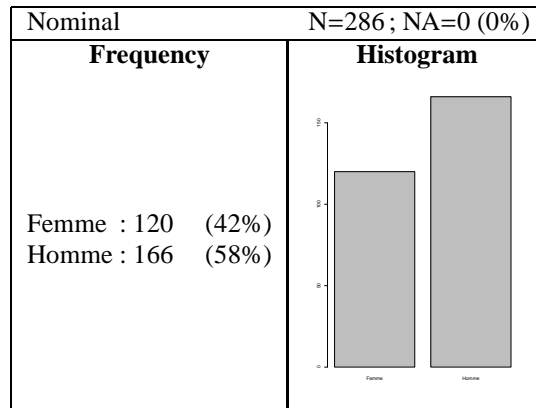 Nominal N=286 ; NA=0 (0%)
Frequency
Histogram
Femme : 120 (42%)
Homme : 166 (58%)
150
100
50
0
Femme Homme